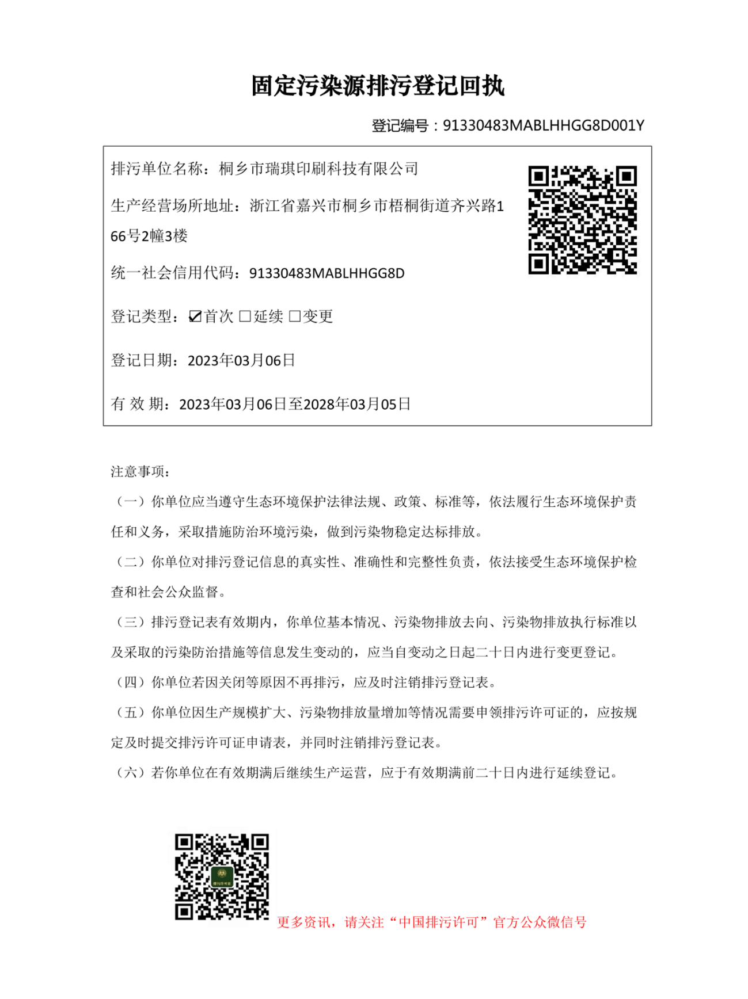 固定污染源排污登记回执
登记编号：91330483MABLHHGG8D001Y
排污单位名称：桐乡市瑞琪印刷科技有限公司
生产经营场所地址：浙江省嘉兴市桐乡市梧桐街道齐兴路1
66号2幢3楼
统一社会信用代码：91330483MABLHHGG8D
登记类型：☑首次 □延续 □变更
登记日期：2023年03月06日
有 效 期：2023年03月06日至2028年03月05日
注意事项：
（一）你单位应当遵守生态环境保护法律法规、政策、标准等，依法履行生态环境保护责
任和义务，采取措施防治环境污染，做到污染物稳定达标排放。
（二）你单位对排污登记信息的真实性、准确性和完整性负责，依法接受生态环境保护检
查和社会公众监督。
（三）排污登记表有效期内，你单位基本情况、污染物排放去向、污染物排放执行标准以
及采取的污染防治措施等信息发生变动的，应当自变动之日起二十日内进行变更登记。
（四）你单位若因关闭等原因不再排污，应及时注销排污登记表。
（五）你单位因生产规模扩大、污染物排放量增加等情况需要申领排污许可证的，应按规
定及时提交排污许可证申请表，并同时注销排污登记表。
（六）若你单位在有效期满后继续生产运营，应于有效期满前二十日内进行延续登记。
排污许可证
更多资讯，请关注“中国排污许可”官方公众微信号